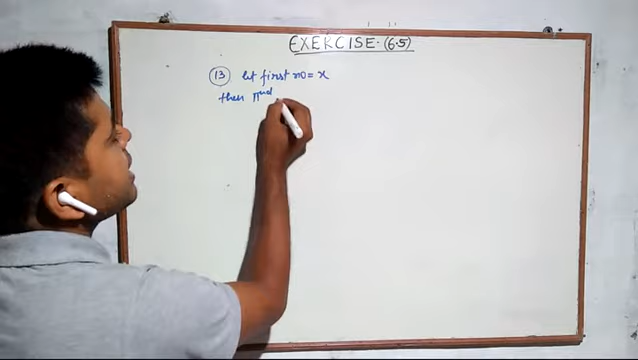 EXERCISE-(6.5)
(13) let first no = x
then IInd